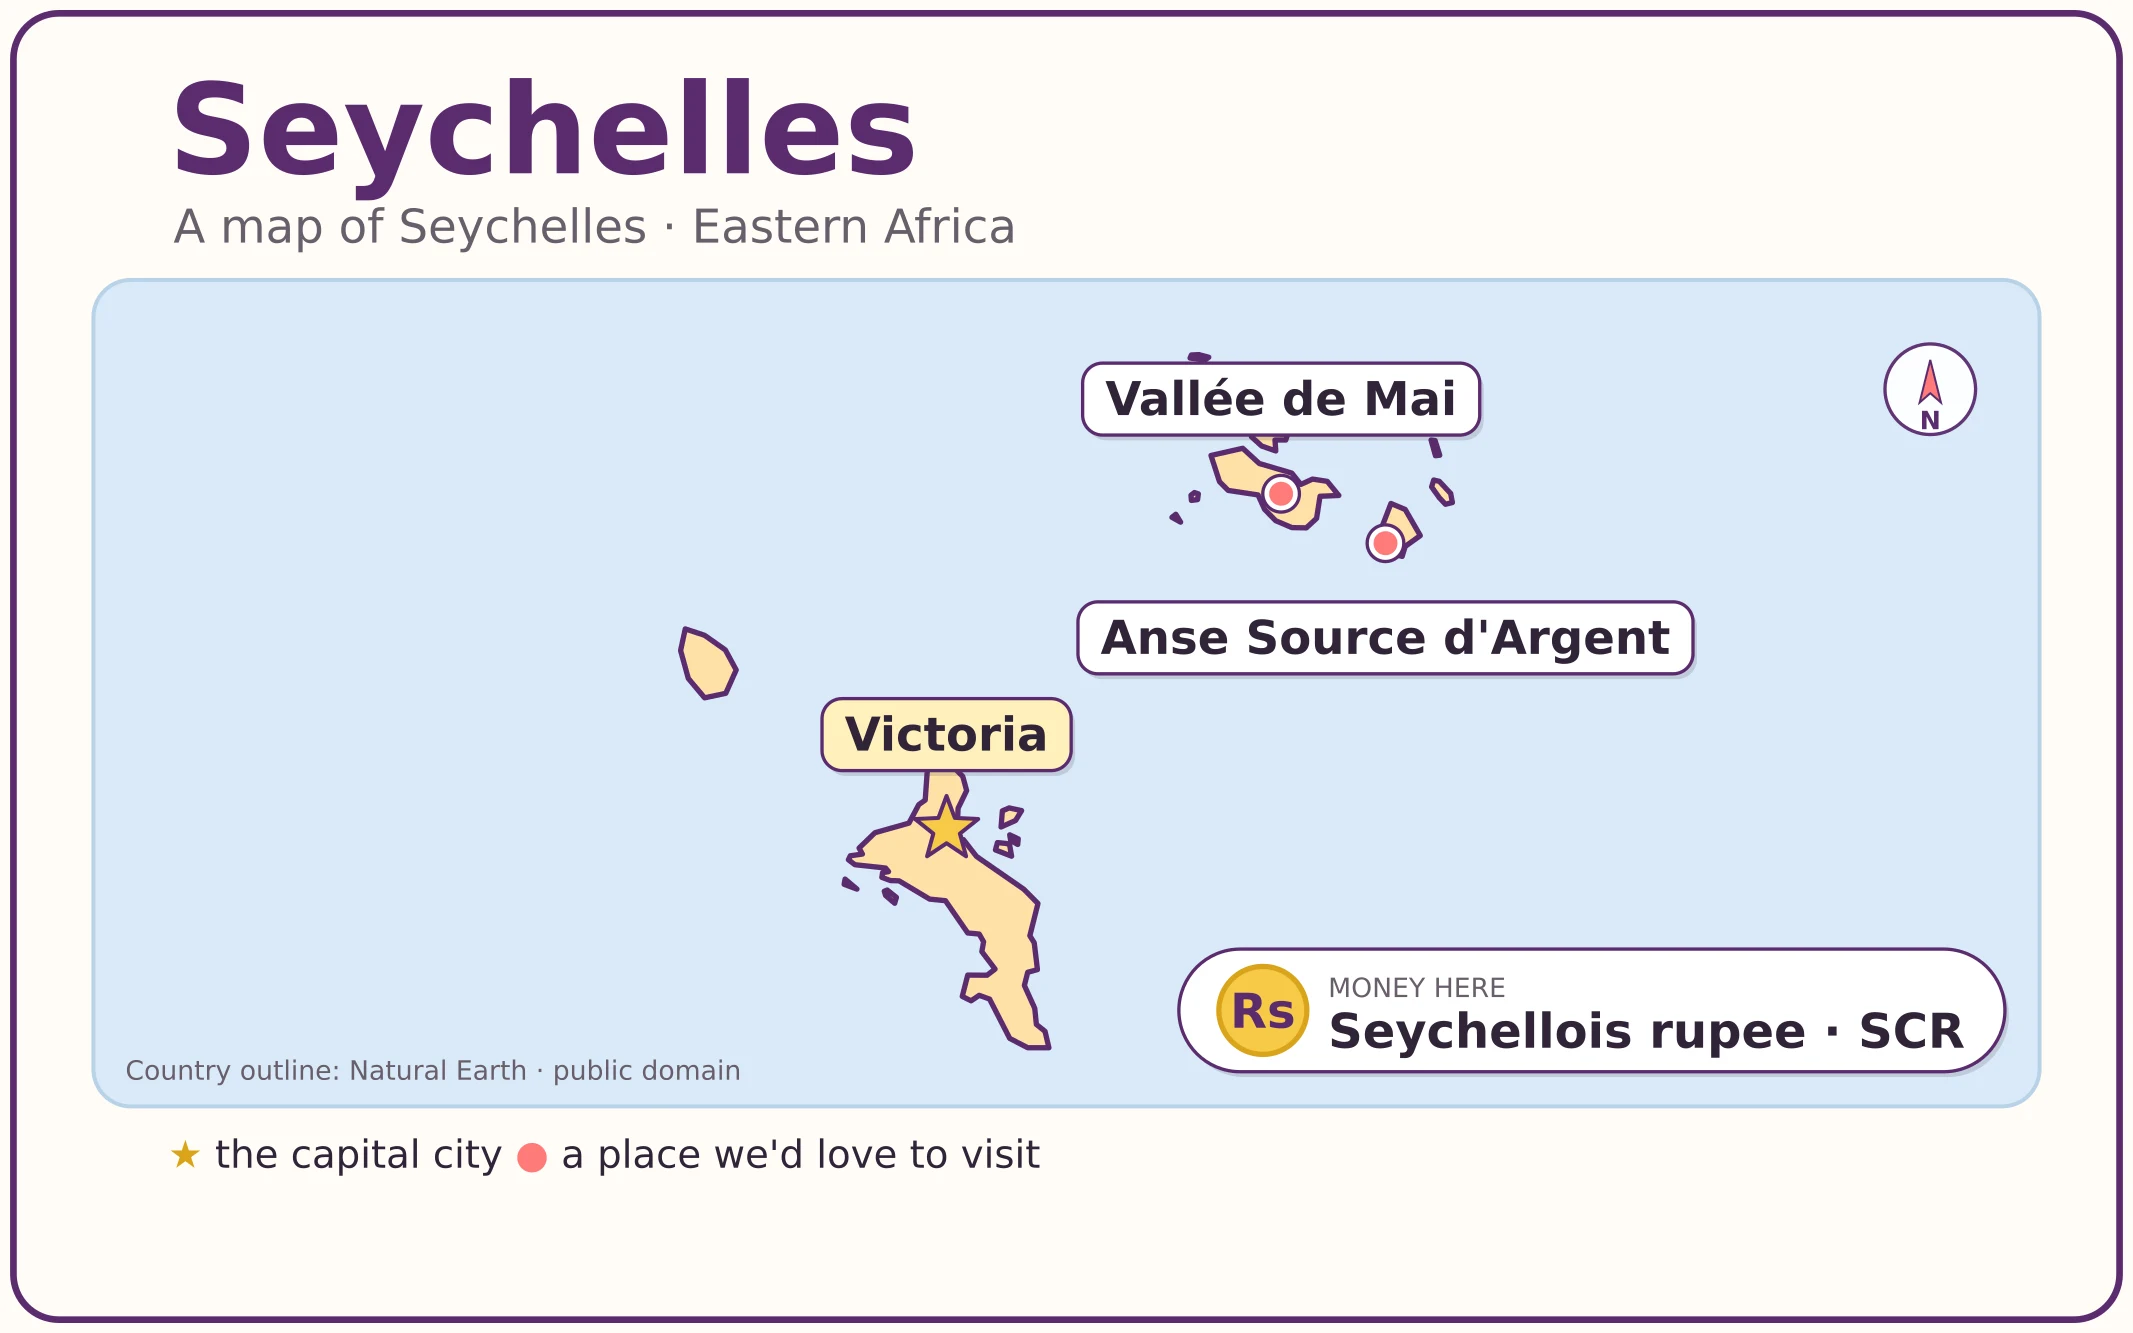 Seychelles
A map of Seychelles · Eastern Africa
Vallée de Mai
N
Anse Source d'Argent
Victoria
Rs
MONEY HERE
Seychellois rupee · SCR
Country outline: Natural Earth · public domain
★ the capital city ● a place we'd love to visit